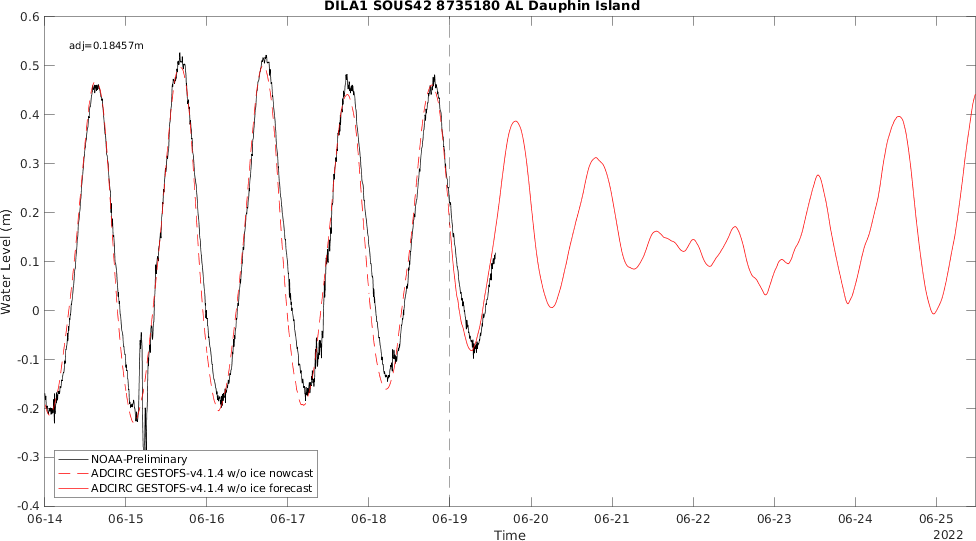 DILA1 SOUS42 8735180 AL Dauphin Island
adj=0.18457m
Water Level (m)
0.6
0.5
0.4
0.3
0.2
0.1
0
-0.1
-0.2
-0.3
-0.4
NOAA-Preliminary
ADCIRC GESTOFS-v4.1.4 w/o ice nowcast
ADCIRC GESTOFS-v4.1.4 w/o ice forecast
06-14 06-15 06-16 06-17 06-18 06-19 06-20 06-21 06-22 06-23 06-24 06-25
Time
2022